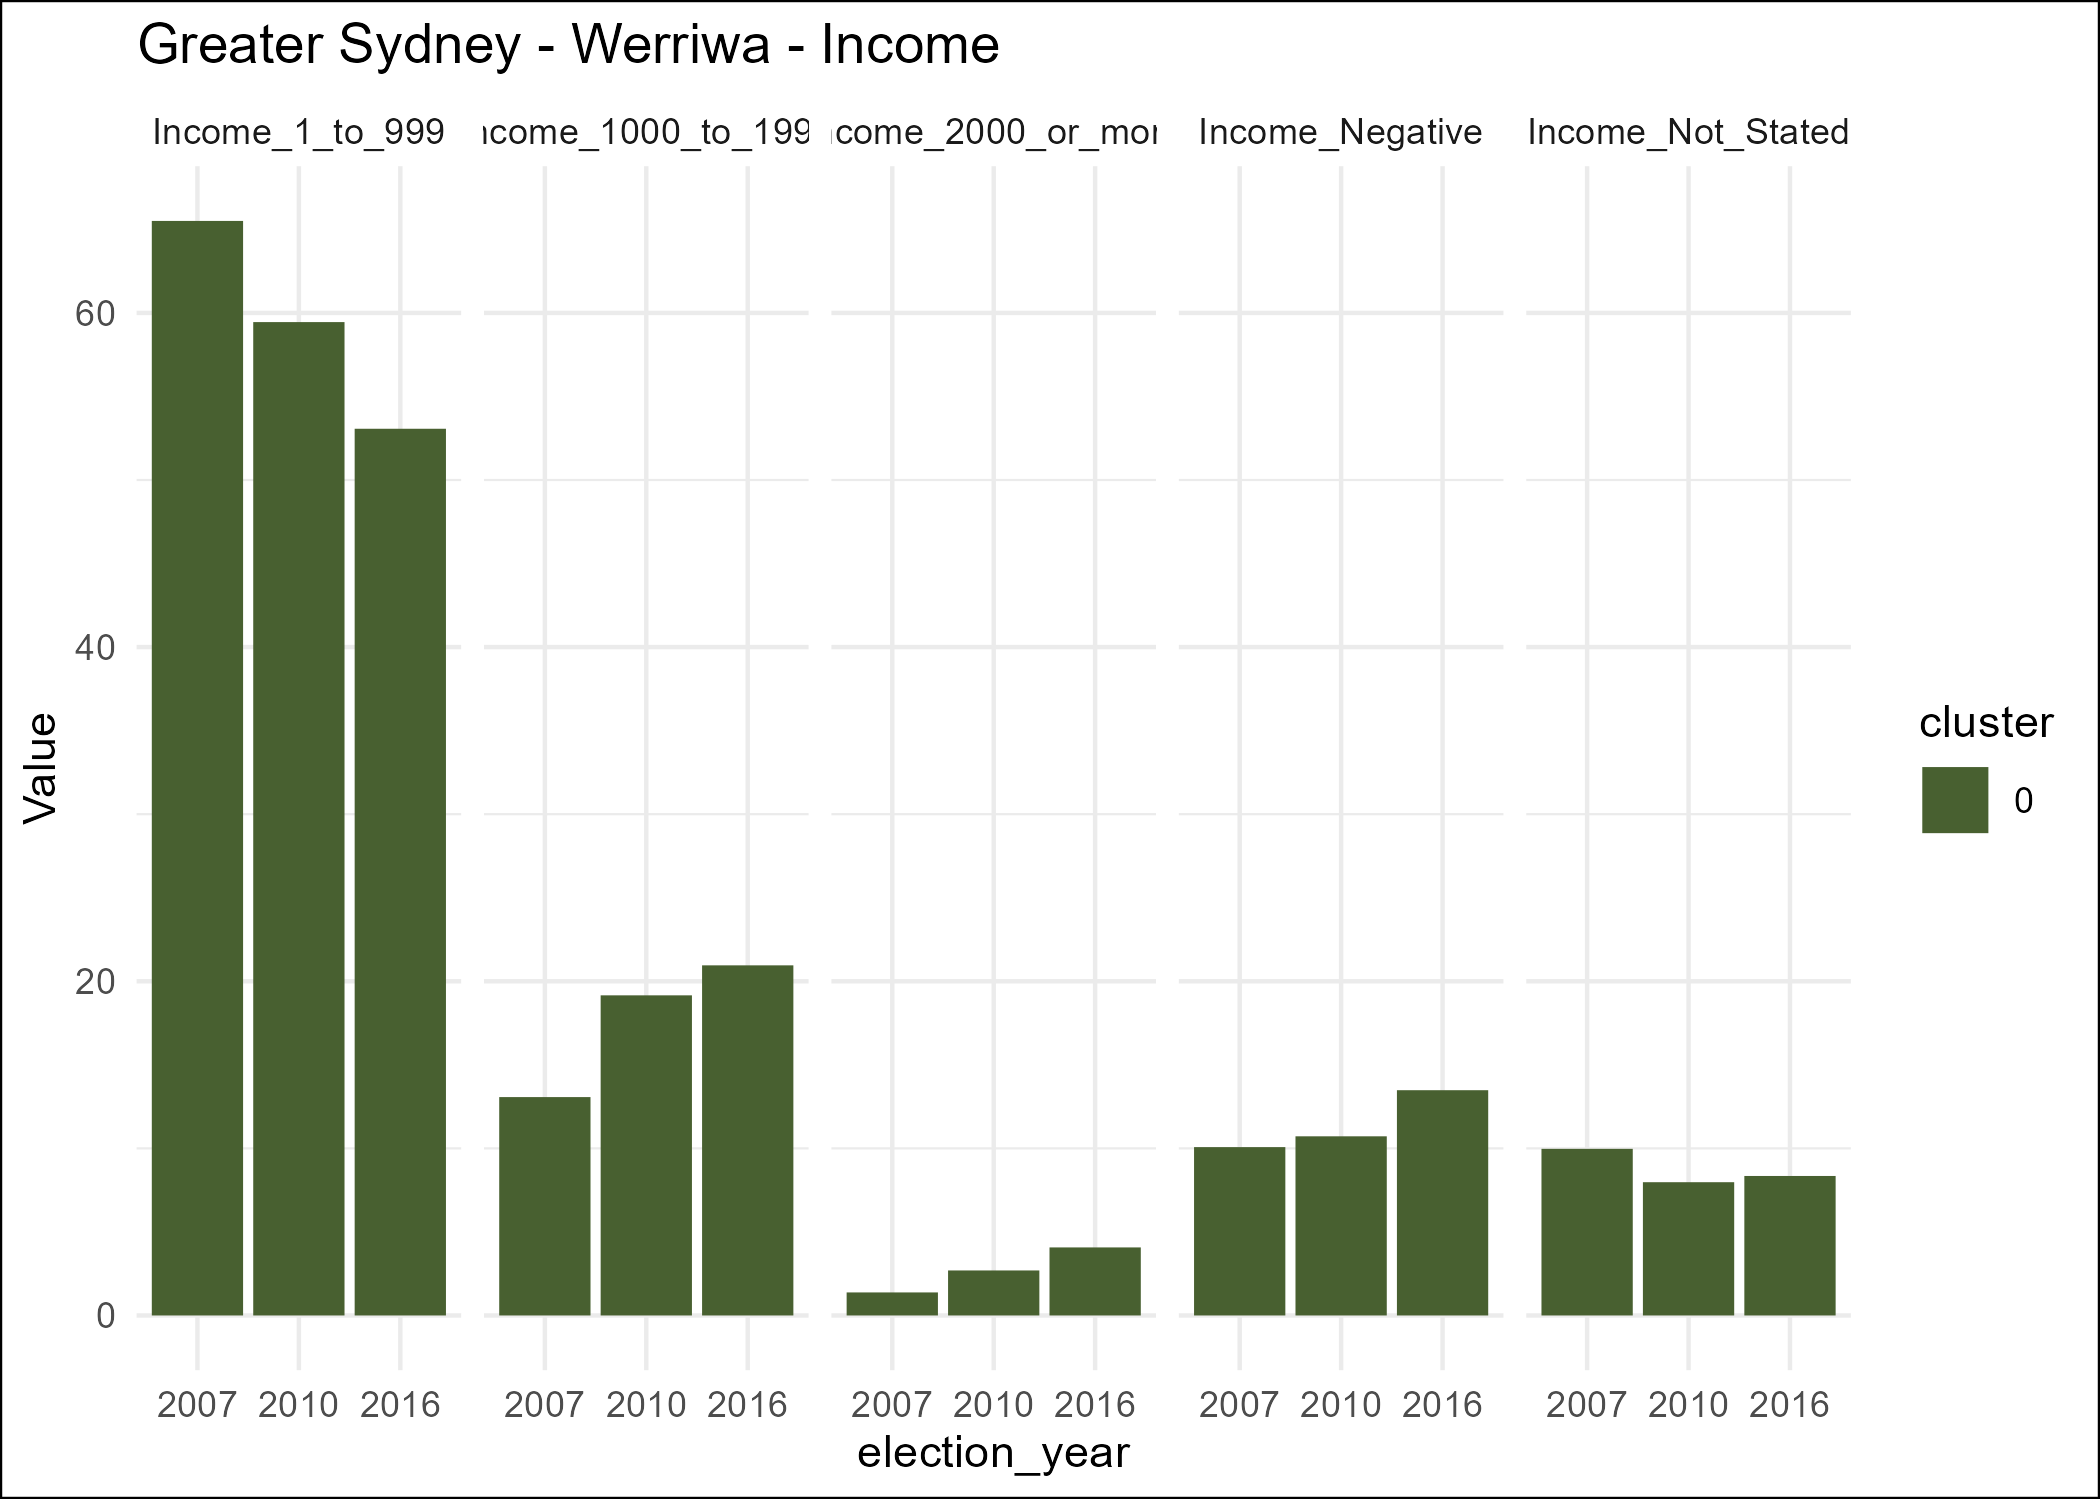 Greater Sydney - Werriwa - Income
Income_1_to_999
ncome_1000_to_199
ncome_2000_or_mor
Income_Negative
Income_Not_Stated
60
40
20
0
Value
2007 2010 2016
2007 2010 2016
2007 2010 2016
2007 2010 2016
2007 2010 2016
election_year
cluster
0